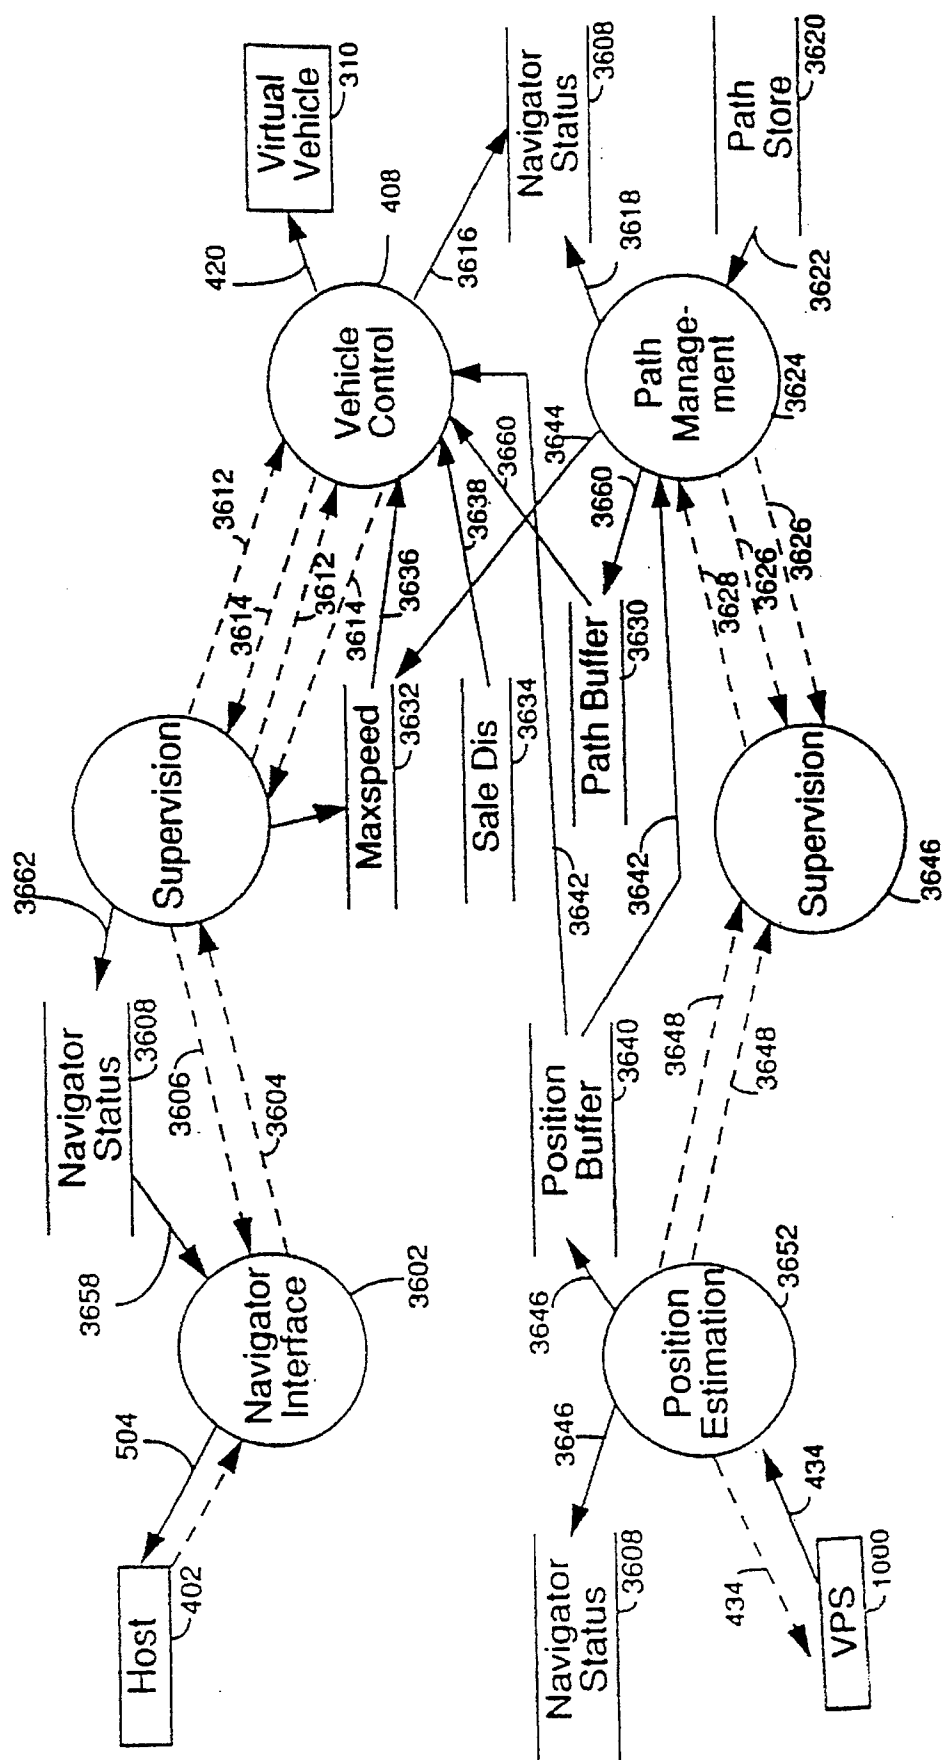 Host
402
504
Navigator
Interface
3602
3658
Navigator
Status
3608
3606
3604
3662
Supervision
3612
3614
3612
3614
420
Virtual
Vehicle
310
Vehicle
Control
408
3616
Navigator
Status
3608
Maxspeed
3632
3636
Sale Dis
3634
3638
3660
3644
Path Buffer
3630
3660
3618
Path
Store
3620
3622
Path
Manage-
ment
3624
3628
3626
3626
Supervision
3646
3642
3642
Position
Buffer
3640
3648
3648
3646
3646
Position
Estimation
3652
Navigator
Status
3608
434
434
VPS
1000